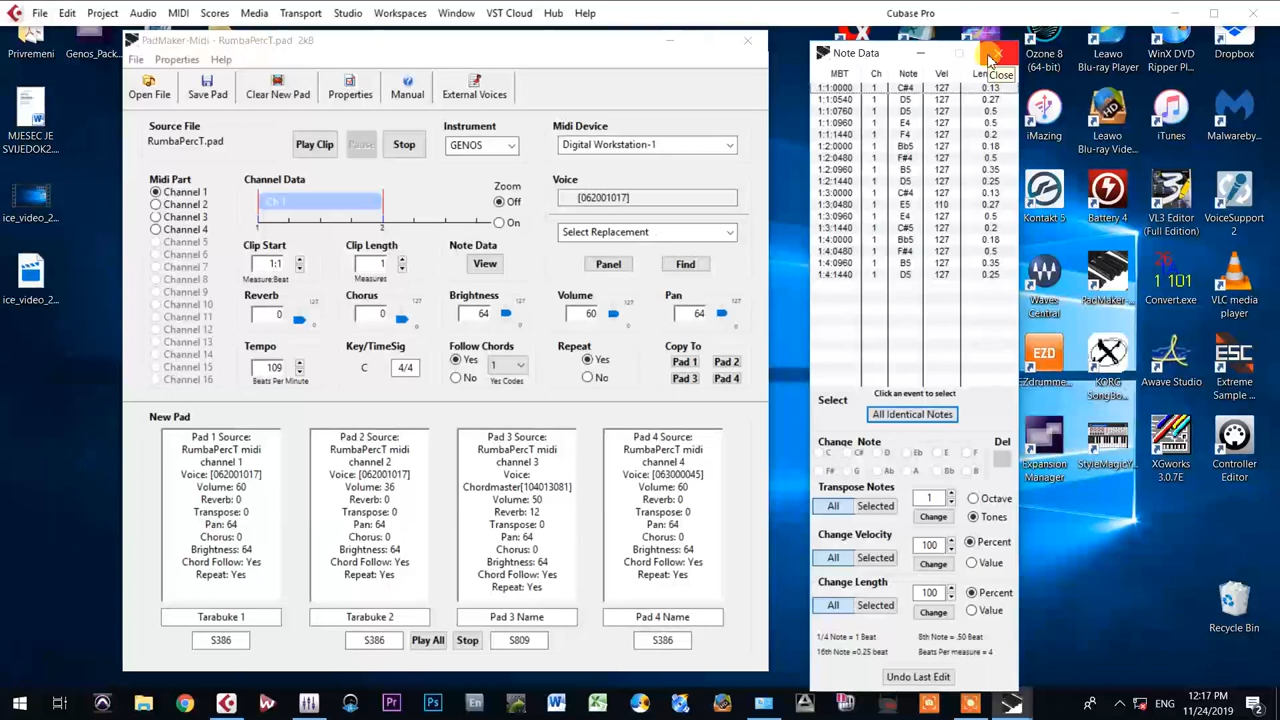 File Edit Project Audio MIDI Scores Media Transport Studio Workspaces Window VST Cloud Hub Help Cubase Pro
PadMaker-Midi - RumbaPercT.pad 2kB
File Properties Help
Open File Save Pad Clear New Pad Properties Manual External Voices
Source File
RumbaPercT.pad
Play Clip Pause Stop
Instrument
GENOS
Midi Device
Digital Workstation-1
Midi Part
Channel 1
Channel 2
Channel 3
Channel 4
Channel 5
Channel 6
Channel 7
Channel 8
Channel 9
Channel 10
Channel 11
Channel 12
Channel 13
Channel 14
Channel 15
Channel 16
Channel Data
Ch 1
1 2
Zoom
Off
On
Voice
[062001017]
Select Replacement
Panel Find
Clip Start
1:1
Measure:Beat
Clip Length
1
Measures
Note Data
View
Reverb
0
127
0
Chorus
0
127
0
Brightness
64
127
0
Volume
60
127
0
Pan
64
127
0
Tempo
109
Beats Per Minute
Key/TimeSig
C 4/4
Follow Chords
Yes
No
1
Yes Codes
Repeat
Yes
No
Copy To
Pad 1 Pad 2
Pad 3 Pad 4
New Pad
Pad 1 Source:
RumbaPercT midi
channel 1
Voice: [062001017]
Volume: 60
Reverb: 0
Transpose: 0
Pan: 64
Chorus: 0
Brightness: 64
Chord Follow: Yes
Repeat: Yes
Tarabuke 1
S386
Pad 2 Source:
RumbaPercT midi
channel 2
Voice: [062001017]
Volume: 36
Reverb: 0
Transpose: 0
Pan: 64
Chorus: 0
Brightness: 64
Chord Follow: Yes
Repeat: Yes
Tarabuke 2
S386
Play All Stop
Pad 3 Source:
RumbaPercT midi
channel 3
Voice:
Chordmaster[104013081]
Volume: 50
Reverb: 12
Transpose: 0
Pan: 64
Chorus: 0
Brightness: 64
Chord Follow: Yes
Repeat: Yes
Pad 3 Name
S809
Pad 4 Source:
RumbaPercT midi
channel 4
Voice: [063000045]
Volume: 60
Reverb: 0
Transpose: 0
Pan: 64
Chorus: 0
Brightness: 64
Chord Follow: Yes
Repeat: Yes
Pad 4 Name
S386
Note Data
Close
MBT Ch Note Vel Len
1:1:0000 1 C#4 127 0.13
1:1:0540 1 D5 127 0.27
1:1:0760 1 D5 127 0.5
1:1:0960 1 E4 127 0.5
1:1:1440 1 F4 127 0.2
1:2:0000 1 Bb5 127 0.18
1:2:0480 1 F#4 127 0.5
1:2:0960 1 B5 127 0.35
1:2:1440 1 D5 127 0.25
1:3:0000 1 C#4 127 0.13
1:3:0480 1 E5 110 0.27
1:3:0960 1 E4 127 0.5
1:3:1440 1 C#5 127 0.2
1:4:0000 1 Bb5 127 0.18
1:4:0480 1 F#4 127 0.5
1:4:0960 1 B5 127 0.35
1:4:1440 1 D5 127 0.25
Click an event to select
Select
All Identical Notes
Change Note Del
C C# D Eb E F
F# G Ab A Bb B
Transpose Notes
All Selected
1
Change
Octave
Tones
Change Velocity
All Selected
100
Change
Percent
Value
Change Length
All Selected
100
Change
Percent
Value
1/4 Note = 1 Beat 8th Note = .50 Beat
16th Note =0.25 beat Beats Per measure = 4
Undo Last Edit
Privremeni
Genos_Pack...
MJESEC JE
SVIJEDOK2....
ice_video_2...
ice_video_2...
Ozone 8
(64-bit)
Leawo
Blu-ray Player
WinX DVD
Ripper Pl...
Dropbox
iMazing
Leawo
Blu-ray Vide...
iTunes
Malwareby...
Kontakt 5
Battery 4
VL3 Editor
(Full Edition)
VoiceSupport
2
Waves
Central
PadMaker-...
Convert.exe
VLC media
player
EZdrumme...
KORG
SongBo...
Awave Studio
Extreme
Sample ...
Expansion
Manager
StyleMagicY...
XGworks
3.0.7E
Controller
Editor
Recycle Bin
ENG
12:17 PM
11/24/2019
2